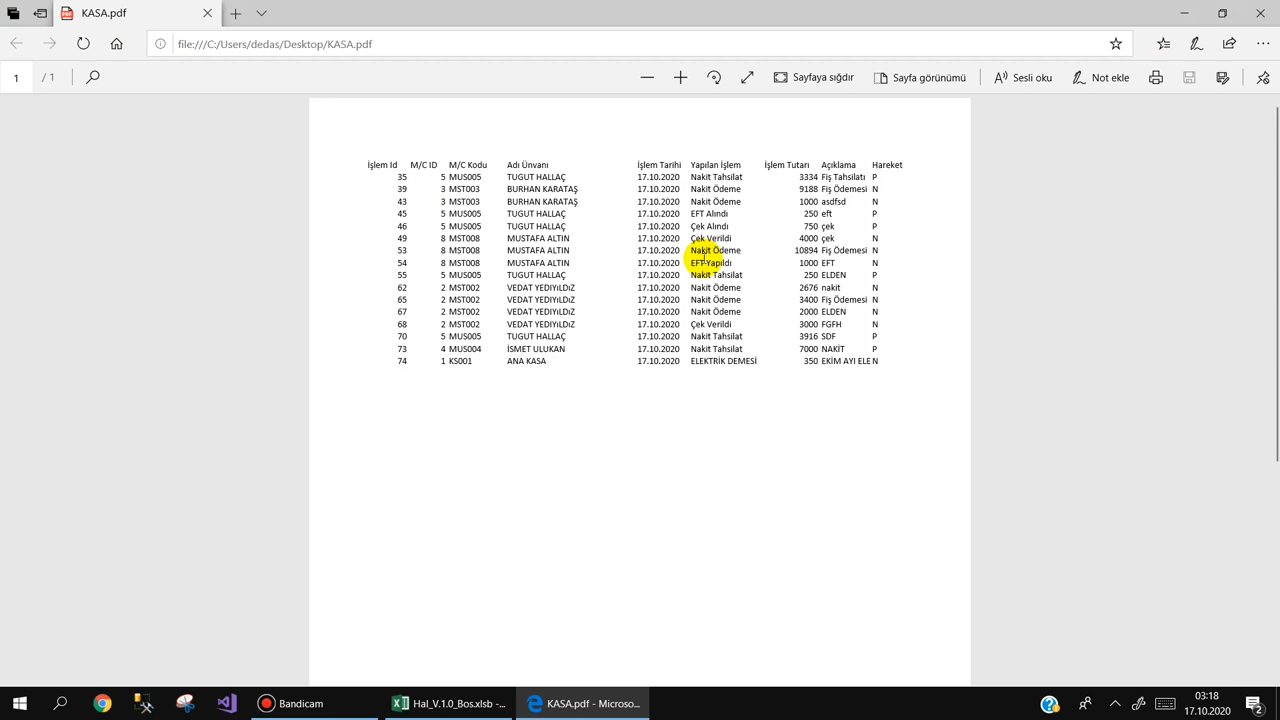 KASA.pdf
file:///C:/Users/dedas/Desktop/KASA.pdf
1 / 1 Sayfaya sığdır Sayfa görünümü Sesli oku Not ekle
İşlem Id M/C ID M/C Kodu Adı Ünvanı İşlem Tarihi Yapılan İşlem İşlem Tutarı Açıklama Hareket
35 5 MUS005 TUGUT HALLAÇ 17.10.2020 Nakit Tahsilat 3334 Fiş Tahsilatı P
39 3 MST003 BURHAN KARATAŞ 17.10.2020 Nakit Ödeme 9188 Fiş Ödemesi N
43 3 MST003 BURHAN KARATAŞ 17.10.2020 Nakit Ödeme 1000 asdfsd N
45 5 MUS005 TUGUT HALLAÇ 17.10.2020 EFT Alındı 250 eft P
46 5 MUS005 TUGUT HALLAÇ 17.10.2020 Çek Alındı 750 çek P
49 8 MST008 MUSTAFA ALTIN 17.10.2020 Çek Verildi 4000 çek N
53 8 MST008 MUSTAFA ALTIN 17.10.2020 Nakit Ödeme 10894 Fiş Ödemesi N
54 8 MST008 MUSTAFA ALTIN 17.10.2020 EFT Yapıldı 1000 EFT N
55 5 MUS005 TUGUT HALLAÇ 17.10.2020 Nakit Tahsilat 250 ELDEN P
62 2 MST002 VEDAT YEDIYıLDıZ 17.10.2020 Nakit Ödeme 2676 nakit N
65 2 MST002 VEDAT YEDIYıLDıZ 17.10.2020 Nakit Ödeme 3400 Fiş Ödemesi N
67 2 MST002 VEDAT YEDIYıLDıZ 17.10.2020 Nakit Ödeme 2000 ELDEN N
68 2 MST002 VEDAT YEDIYıLDıZ 17.10.2020 Çek Verildi 3000 FGFH N
70 5 MUS005 TUGUT HALLAÇ 17.10.2020 Nakit Tahsilat 3916 SDF P
73 4 MUS004 İSMET ULUKAN 17.10.2020 Nakit Tahsilat 7000 NAKİT P
74 1 KS001 ANA KASA 17.10.2020 ELEKTRİK DEMESİ 350 EKİM AYI ELE N
Bandicam Hal_V.1.0_Bos.xlsb -... KASA.pdf - Microso... 03:18
17.10.2020 2